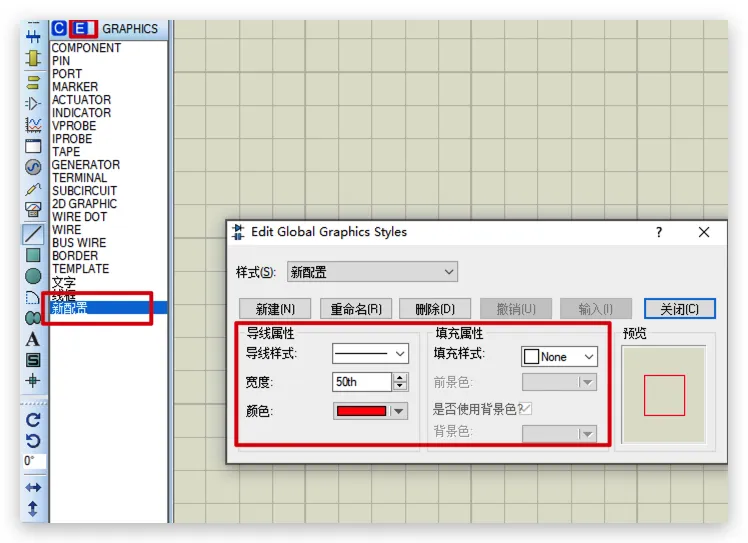 C E GRAPHICS
COMPONENT
PIN
PORT
MARKER
ACTUATOR
INDICATOR
VPROBE
IPROBE
TAPE
GENERATOR
TERMINAL
SUBCIRCUIT
2D GRAPHIC
WIRE DOT
WIRE
BUS WIRE
BORDER
TEMPLATE
文字
线框
新配置
A
S
0°
Edit Global Graphics Styles
? ×
样式(S): 新配置
新建(N) 重命名(R) 删除(D) 撤销(U) 输入(I) 关闭(C)
导线属性 填充属性 预览
导线样式: 填充样式: None
宽度: 50th 前景色:
颜色: 是否使用背景色?
背景色: